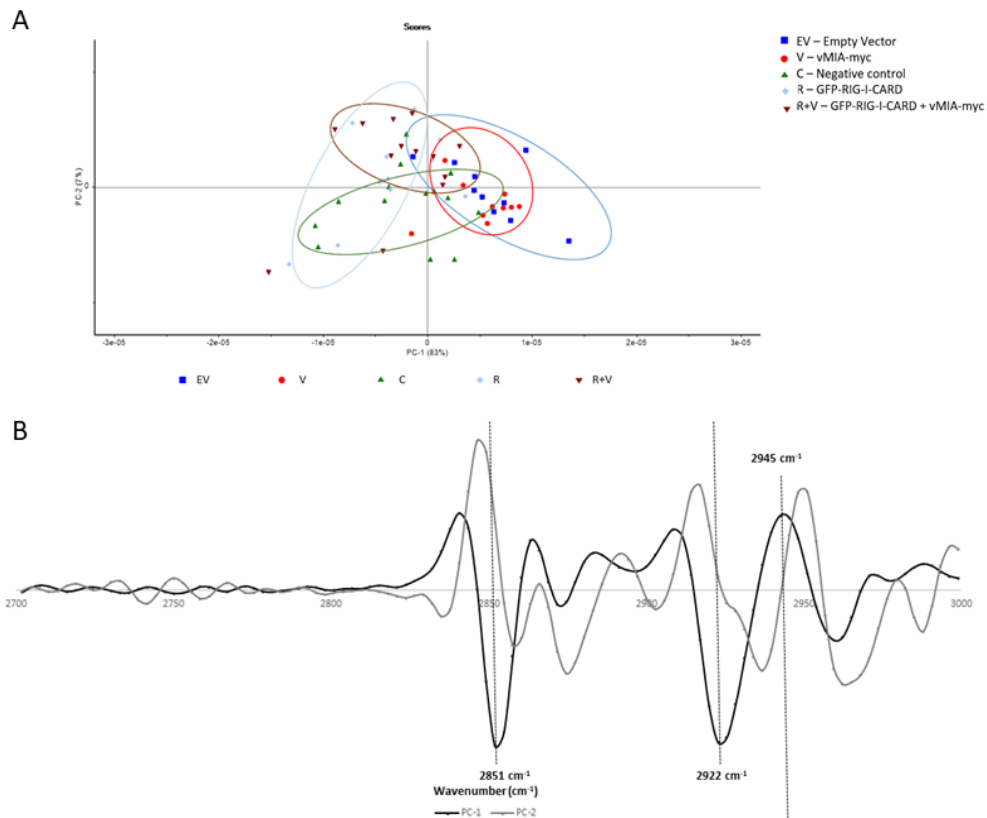 A
Scores
EV – Empty Vector
V – vMIA-myc
C – Negative control
R – GFP-RIG-I-CARD
R+V – GFP-RIG-I-CARD + vMIA-myc
PC-2 (7%)
0
-3e-05 -2e-05 -1e-05 0 1e-05 2e-05 3e-05
PC-1 (83%)
EV V C R R+V
B
2945 cm-1
2700 2750 2800 2850 2900 2950 3000
2851 cm-1 2922 cm-1
Wavenumber (cm-1)
PC-1 PC-2